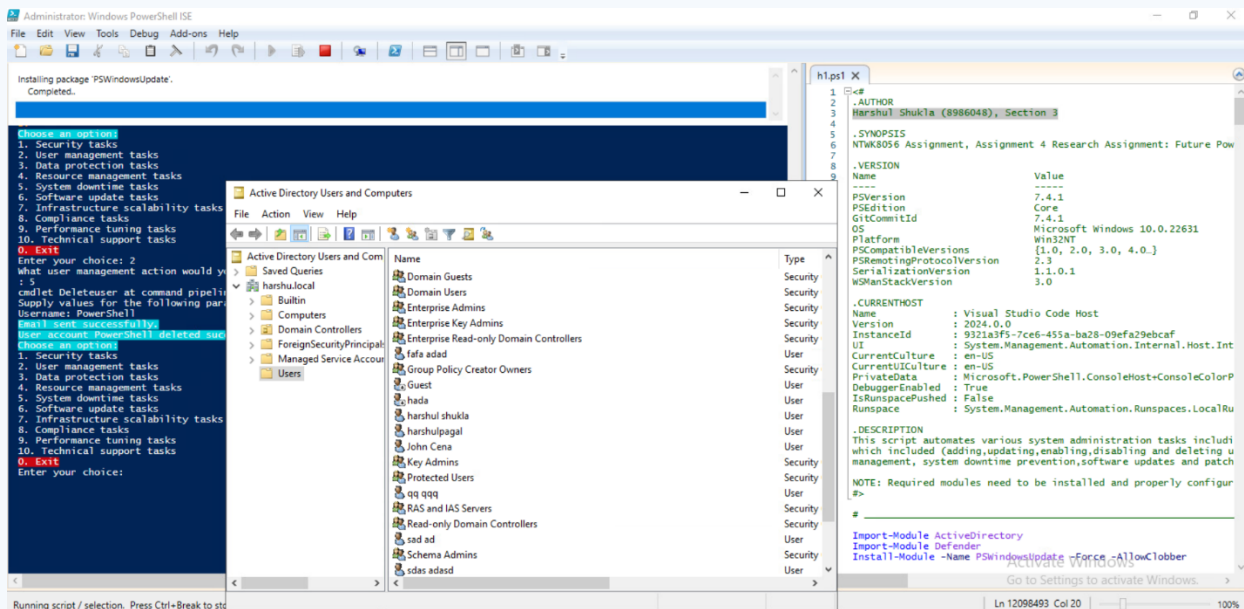 Administrator: Windows PowerShell ISE
File Edit View Tools Debug Add-ons Help
Installing package 'PSWindowsUpdate'.
Completed..
Choose an option:
1. Security tasks
2. User management tasks
3. Data protection tasks
4. Resource management tasks
5. System downtime tasks
6. Software update tasks
7. Infrastructure scalability tasks
8. Compliance tasks
9. Performance tuning tasks
10. Technical support tasks
0. Exit
Enter your choice: 2
What user management action would y
: 5
cmdlet Deleteuser at command pipeli
Supply values for the following par
Username: PowerShell
Email sent successfully.
User account PowerShell deleted suc
Choose an option:
1. Security tasks
2. User management tasks
3. Data protection tasks
4. Resource management tasks
5. System downtime tasks
6. Software update tasks
7. Infrastructure scalability tasks
8. Compliance tasks
9. Performance tuning tasks
10. Technical support tasks
0. Exit
Enter your choice:
Active Directory Users and Computers
File Action View Help
Active Directory Users and Com
Saved Queries
harshu.local
Builtin
Computers
Domain Controllers
ForeignSecurityPrincipals
Managed Service Accour
Users
Name Type
Domain Guests Security
Domain Users Security
Enterprise Admins Security
Enterprise Key Admins Security
Enterprise Read-only Domain Controllers Security
fafa adad User
Group Policy Creator Owners Security
Guest User
hada User
harshul shukla User
harshulpagal User
John Cena User
Key Admins Security
Protected Users Security
qq qqq User
RAS and IAS Servers Security
Read-only Domain Controllers Security
sad ad User
Schema Admins Security
sdas adasd User
h1.ps1
1 <#
2 .AUTHOR
3 Harshul Shukla (8986048), Section 3
4
5 .SYNOPSIS
6 NTWK8056 Assignment, Assignment 4 Research Assignment: Future Pow
7
8 .VERSION
9 Name Value
---- -----
PSVersion 7.4.1
PSEdition Core
GitCommitId 7.4.1
OS Microsoft Windows 10.0.22631
Platform Win32NT
PSCompatibleVersions {1.0, 2.0, 3.0, 4.0…}
PSRemotingProtocolVersion 2.3
SerializationVersion 1.1.0.1
WSManStackVersion 3.0
.CURRENTHOST
Name : Visual Studio Code Host
Version : 2024.0.0
InstanceId : 9321a3f5-7ce6-455a-ba28-09efa29ebcaf
UI : System.Management.Automation.Internal.Host.Int
CurrentCulture : en-US
CurrentUICulture : en-US
PrivateData : Microsoft.PowerShell.ConsoleHost+ConsoleColorP
DebuggerEnabled : True
IsRunspacePushed : False
Runspace : System.Management.Automation.Runspaces.LocalRu
.DESCRIPTION
This script automates various system administration tasks includi
which included (adding,updating,enabling,disabling and deleting u
management, system downtime prevention,software updates and patch
NOTE: Required modules need to be installed and properly configur
#>
#
Import-Module ActiveDirectory
Import-Module Defender
Install-Module -Name PSWindowsUpdate -Force -AllowClobber
Activate Windows
Go to Settings to activate Windows.
Running script / selection. Press Ctrl+Break to sto
Ln 12098493 Col 20
100%